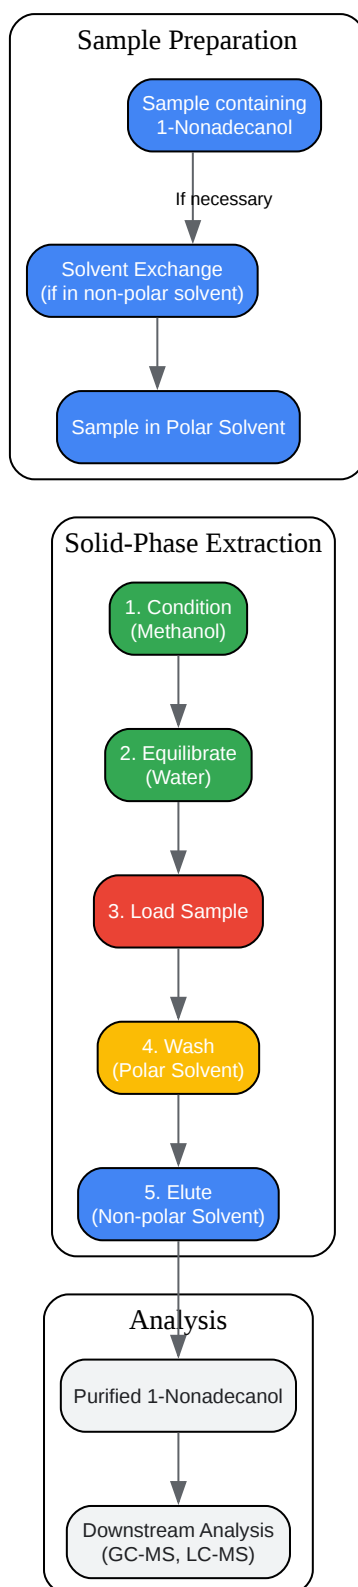 Sample Preparation
Sample containing
1-Nonadecanol
If necessary
Solvent Exchange
(if in non-polar solvent)
Sample in Polar Solvent
Solid-Phase Extraction
1. Condition
(Methanol)
2. Equilibrate
(Water)
3. Load Sample
4. Wash
(Polar Solvent)
5. Elute
(Non-polar Solvent)
Analysis
Purified 1-Nonadecanol
Downstream Analysis
(GC-MS, LC-MS)